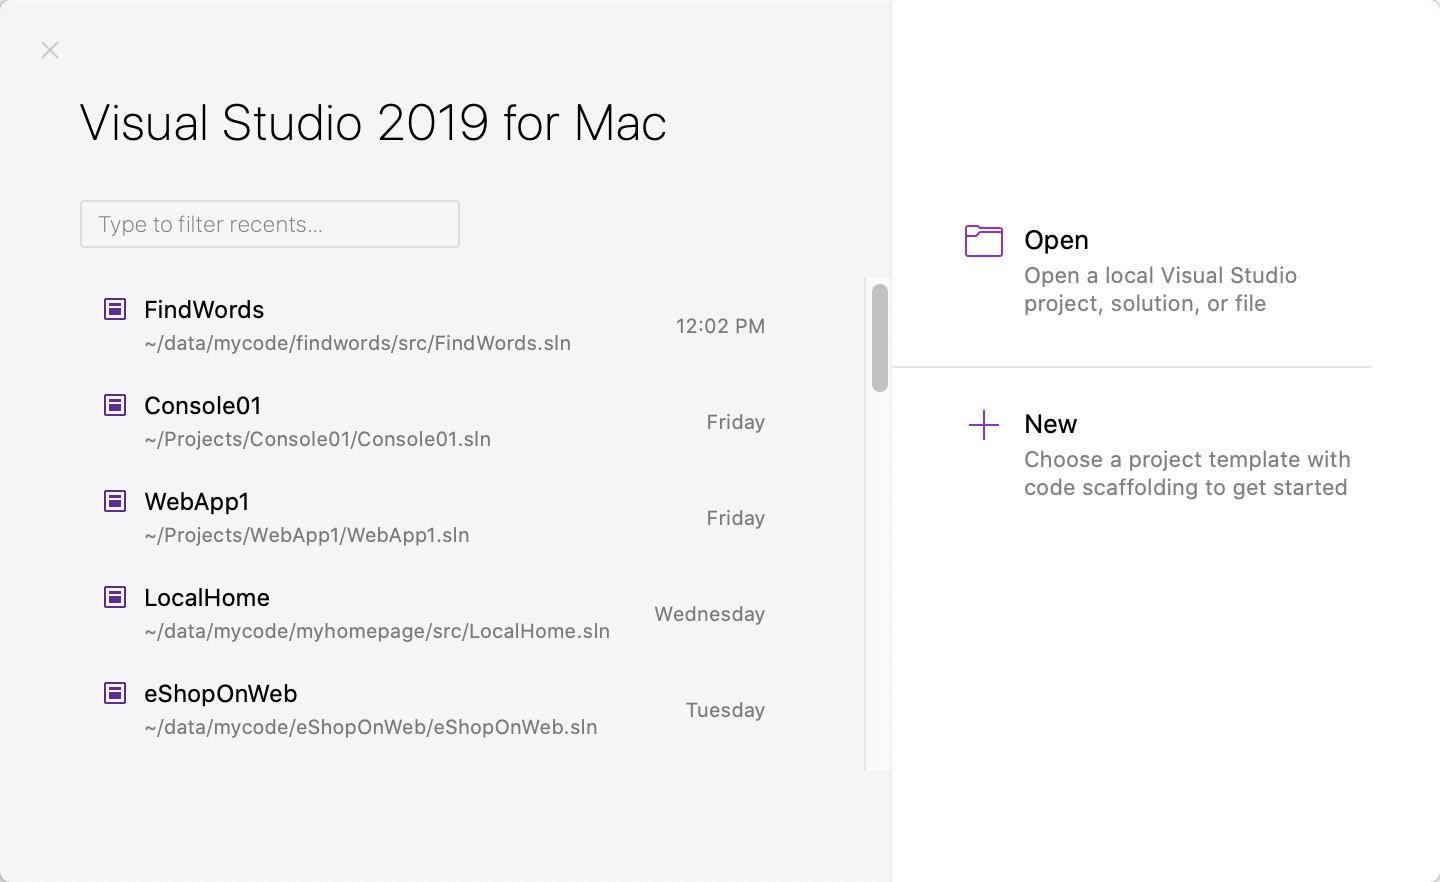 Visual Studio 2019 for Mac
Type to filter recents...
FindWords
~/data/mycode/findwords/src/FindWords.sln
12:02 PM
Console01
~/Projects/Console01/Console01.sln
Friday
WebApp1
~/Projects/WebApp1/WebApp1.sln
Friday
LocalHome
~/data/mycode/myhomepage/src/LocalHome.sln
Wednesday
eShopOnWeb
~/data/mycode/eShopOnWeb/eShopOnWeb.sln
Tuesday
Open
Open a local Visual Studio
project, solution, or file
New
Choose a project template with
code scaffolding to get started